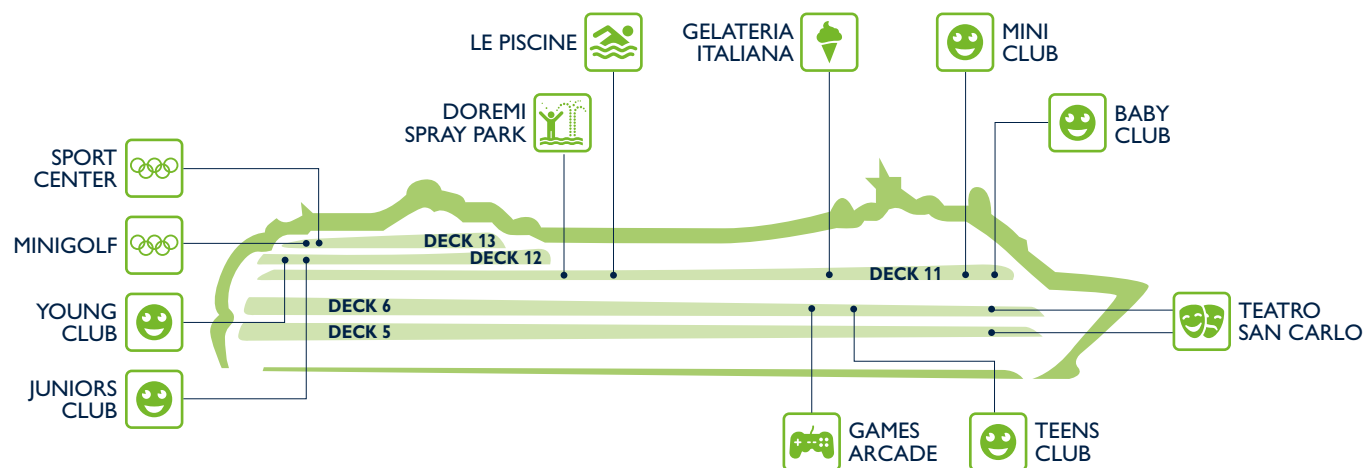 LE PISCINE
GELATERIA
ITALIANA
MINI
CLUB
DOREMI
SPRAY PARK
BABY
CLUB
SPORT
CENTER
MINIGOLF
DECK 13
DECK 12
DECK 11
YOUNG
CLUB
DECK 6
DECK 5
TEATRO
SAN CARLO
JUNIORS
CLUB
GAMES
ARCADE
TEENS
CLUB